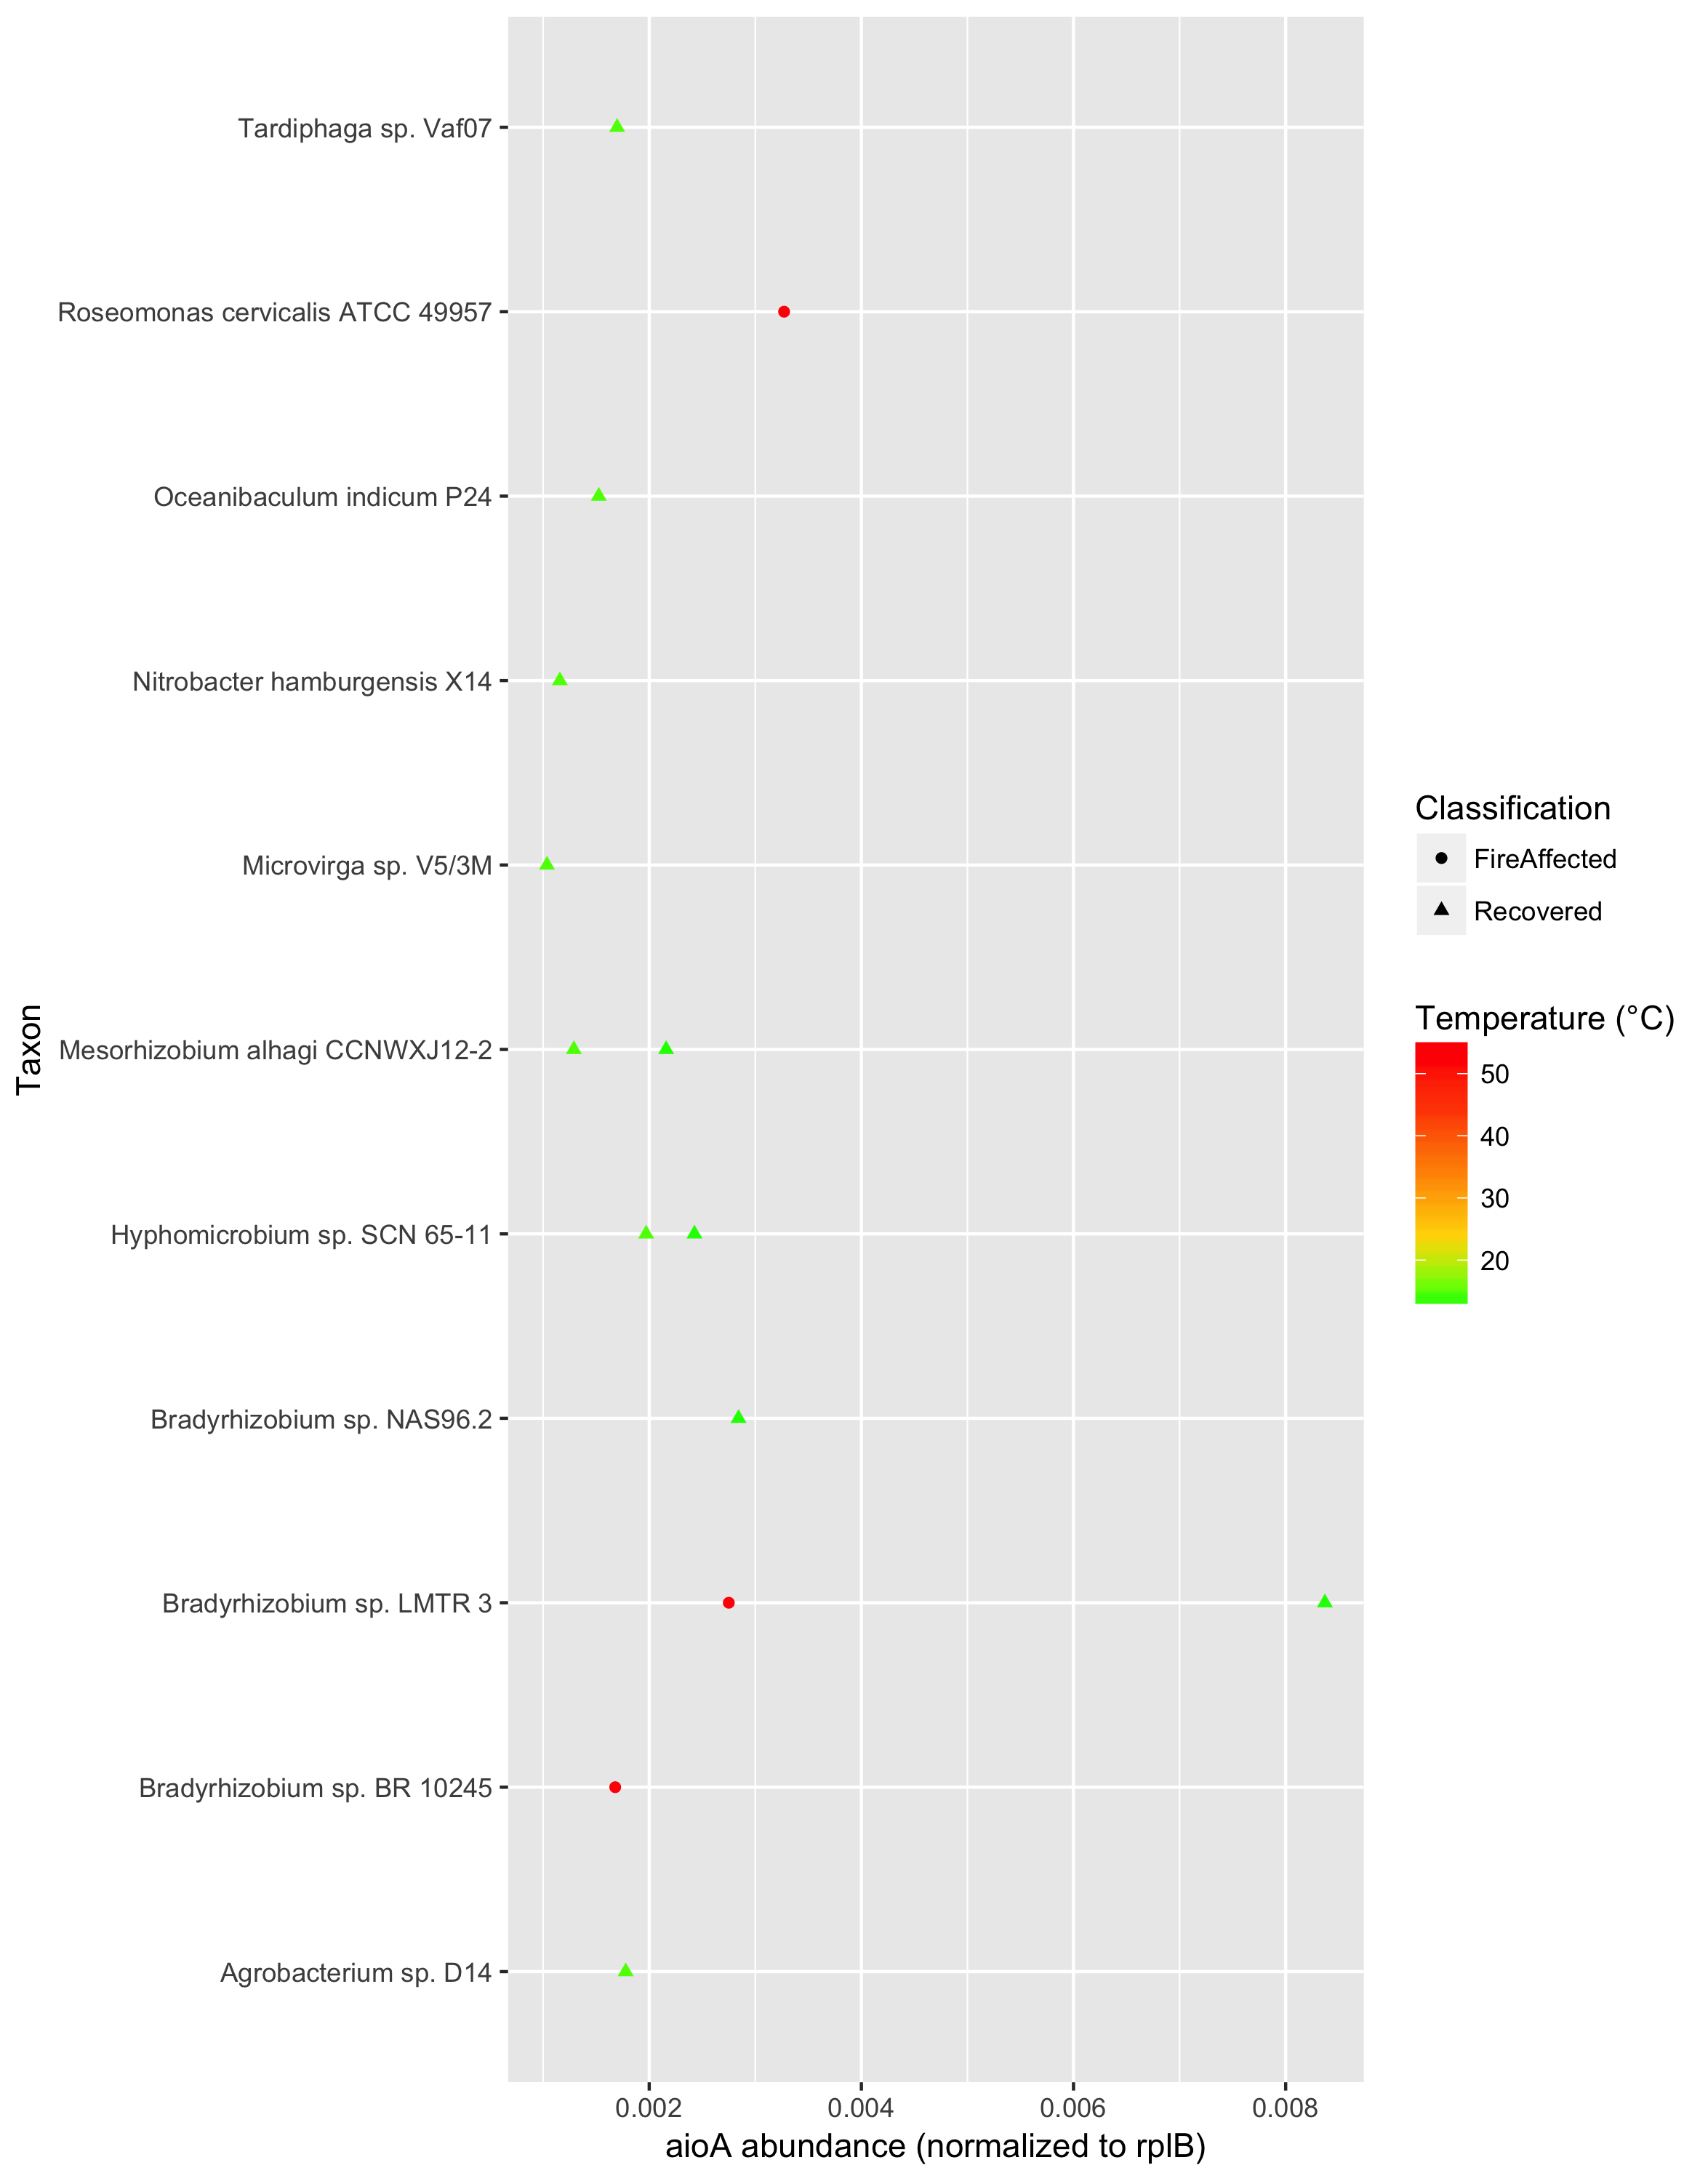 Taxon
Tardiphaga sp. Vaf07
Roseomonas cervicalis ATCC 49957
Oceanibaculum indicum P24
Nitrobacter hamburgensis X14
Microvirga sp. V5/3M
Mesorhizobium alhagi CCNWXJ12-2
Hyphomicrobium sp. SCN 65-11
Bradyrhizobium sp. NAS96.2
Bradyrhizobium sp. LMTR 3
Bradyrhizobium sp. BR 10245
Agrobacterium sp. D14
0.002 0.004 0.006 0.008
aioA abundance (normalized to rplB)
Classification
FireAffected
Recovered
Temperature (°C)
50
40
30
20